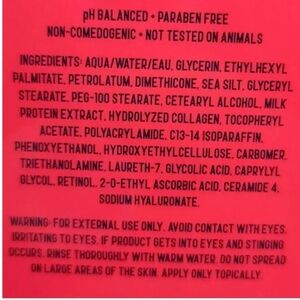 pH BALANCED + PARABEN FREE
NON-COMEDOGENIC + NOT TESTED ON ANIMALS
INGREDIENTS: AQUA/WATER/EAU, GLYCERIN, ETHYLHEXYL
PALMITATE, PETROLATUM, DIMETHICONE, SEA SILT, GLYCERYL
STEARATE, PEG-100 STEARATE, CETEARYL ALCOHOL, MILK
PROTEIN EXTRACT, HYDROLYZED COLLAGEN, TOCOPHERYL
ACETATE, POLYACRYLAMIDE, C13-14 ISOPARAFFIN,
PHENOXYETHANOL, HYDROXYETHYLCELLULOSE, CARBOMER,
TRIETHANOLAMINE, LAURETH-7, GLYCOLIC ACID, CAPRYLYL
GLYCOL, RETINOL, 2-O-ETHYL ASCORBIC ACID, CERAMIDE 4,
SODIUM HYALURONATE.
WARNING: FOR EXTERNAL USE ONLY. AVOID CONTACT WITH EYES.
IRRITATING TO EYES. IF PRODUCT GETS INTO EYES AND STINGING
OCCURS, RINSE THOROUGHLY WITH WARM WATER. DO NOT SPREAD
ON LARGE AREAS OF THE SKIN. APPLY ONLY TOPICALLY.